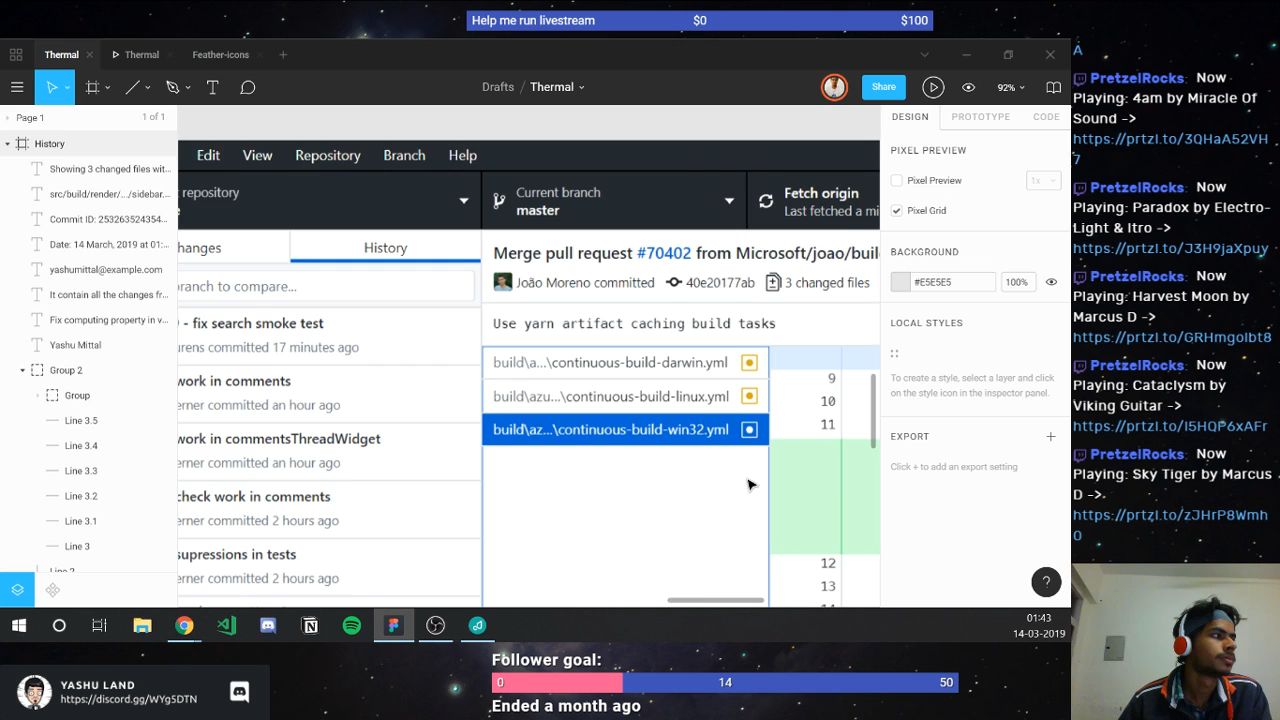 Help me run livestream $0 $100
Thermal Thermal Feather-icons
Drafts / Thermal Share 92%
Page 1 1 of 1
History
Showing 3 changed files wit...
src/build/render/.../sidebar...
Commit ID: 253263524354...
Date: 14 March, 2019 at 01:...
yashumittal@example.com
It contain all the changes fr...
Fix computing property in v...
Yashu Mittal
Group 2
Group
Line 3.5
Line 3.4
Line 3.3
Line 3.2
Line 3.1
Line 3
Edit View Repository Branch Help
repository
Current branch
master
Fetch origin
Last fetched a mi
anges History
ranch to compare...
- fix search smoke test
urens committed 17 minutes ago
work in comments
erner committed an hour ago
work in commentsThreadWidget
erner committed an hour ago
check work in comments
erner committed 2 hours ago
supressions in tests
erner committed 2 hours ago
Merge pull request #70402 from Microsoft/joao/buil
João Moreno committed 40e20177ab 3 changed files
Use yarn artifact caching build tasks
build\a...\continuous-build-darwin.yml
build\azu...\continuous-build-linux.yml
build\az...\continuous-build-win32.yml
9
10
11
12
13
DESIGN PROTOTYPE CODE
PIXEL PREVIEW
Pixel Preview 1x
Pixel Grid
BACKGROUND
#E5E5E5 100%
LOCAL STYLES
To create a style, select a layer and click
on the style icon in the inspector panel.
EXPORT
Click + to add an export setting
?
01:43
14-03-2019
A
PretzelRocks: Now
Playing: 4am by Miracle Of
Sound ->
https://prtzl.to/3QHaA52VH
7
PretzelRocks: Now
Playing: Paradox by Electro-
Light & Itro ->
https://prtzl.to/J3H9jaXpuy
PretzelRocks: Now
Playing: Harvest Moon by
Marcus D ->
https://prtzl.to/GRHmgoIbt8
PretzelRocks: Now
Playing: Cataclysm by
Viking Guitar ->
https://prtzl.to/I5HQP6xAFr
PretzelRocks: Now
Playing: Sky Tiger by Marcus
D ->
https://prtzl.to/zJHrP8Wmh
0
YASHU LAND
https://discord.gg/WYg5DTN
Follower goal:
0 14 50
Ended a month ago